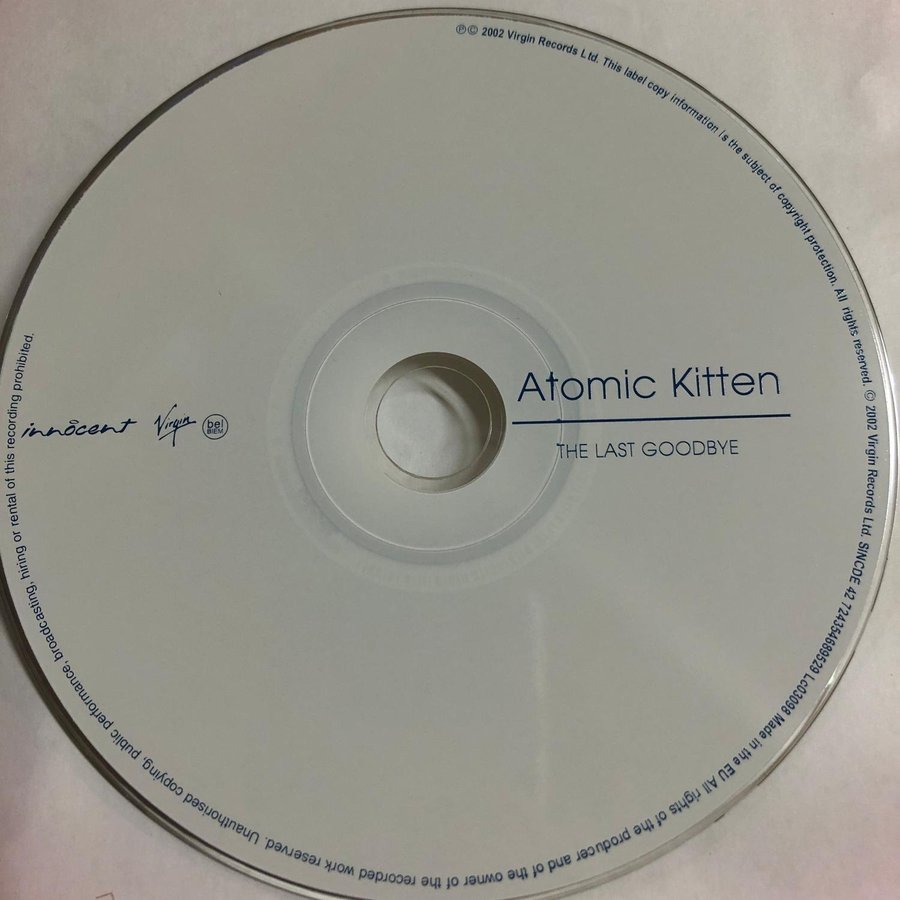 Atomic Kitten
THE LAST GOODBYE
innocent
Virgin
bel
BIEM
℗© 2002 Virgin Records Ltd. This label copy information is the subject of copyright protection. All rights reserved. © 2002 Virgin Records Ltd. SINCDE 42 724354689529 Lc03098 Made in the EU All rights of the producer and of the owner of the recorded work reserved. Unauthorised copying, public performance, broadcasting, hiring or rental of this recording prohibited.